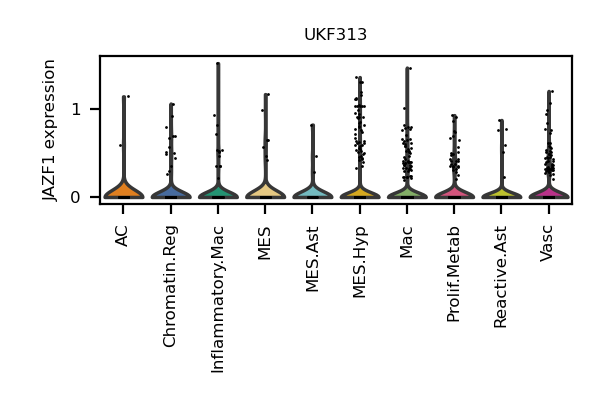 UKF313
JAZF1 expression
1
0
AC
Chromatin.Reg
Inflammatory.Mac
MES
MES.Ast
MES.Hyp
Mac
Prolif.Metab
Reactive.Ast
Vasc